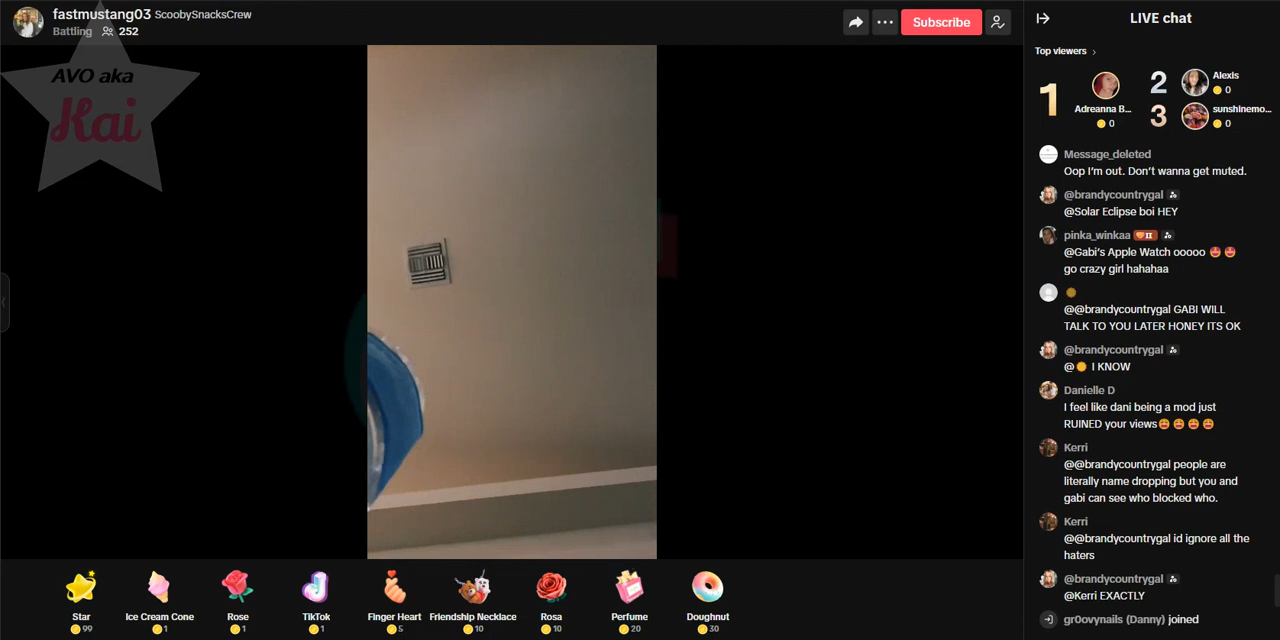 fastmustang03 ScoobySnacksCrew
Battling 252
Subscribe
AVO aka
Kai
LIVE chat
Top viewers
1
Adreanna B...
0
2
Alexis
0
3
sunshinemo...
0
Message_deleted
Oop I'm out. Don't wanna get muted.
@brandycountrygal
@Solar Eclipse boi HEY
pinka_winkaa II
@Gabi's Apple Watch ooooo 😍 😍
go crazy girl hahahaa
@@brandycountrygal GABI WILL
TALK TO YOU LATER HONEY ITS OK
@brandycountrygal
@ I KNOW
Danielle D
I feel like dani being a mod just
RUINED your views
Kerri
@@brandycountrygal people are
literally name dropping but you and
gabi can see who blocked who.
Kerri
@@brandycountrygal id ignore all the
haters
@brandycountrygal
@Kerri EXACTLY
gr0ovynails (Danny) joined
Star
99
Ice Cream Cone
1
Rose
1
TikTok
1
Finger Heart
5
Friendship Necklace
10
Rosa
10
Perfume
20
Doughnut
30